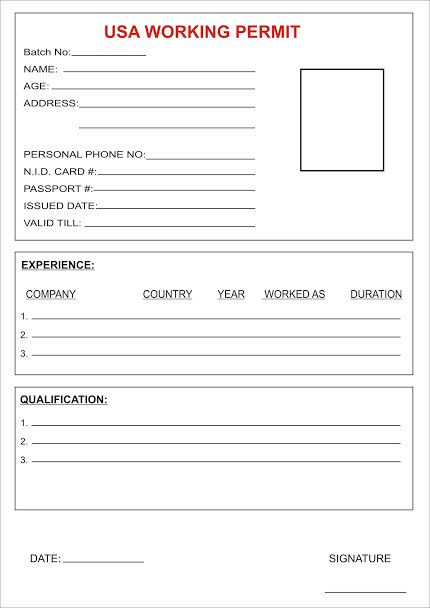 USA WORKING PERMIT
Batch No:
NAME:
AGE:
ADDRESS:
PERSONAL PHONE NO:
N.I.D. CARD #:
PASSPORT #:
ISSUED DATE:
VALID TILL:
EXPERIENCE:
COMPANY COUNTRY YEAR WORKED AS DURATION
1.
2.
3.
QUALIFICATION:
1.
2.
3.
DATE: SIGNATURE